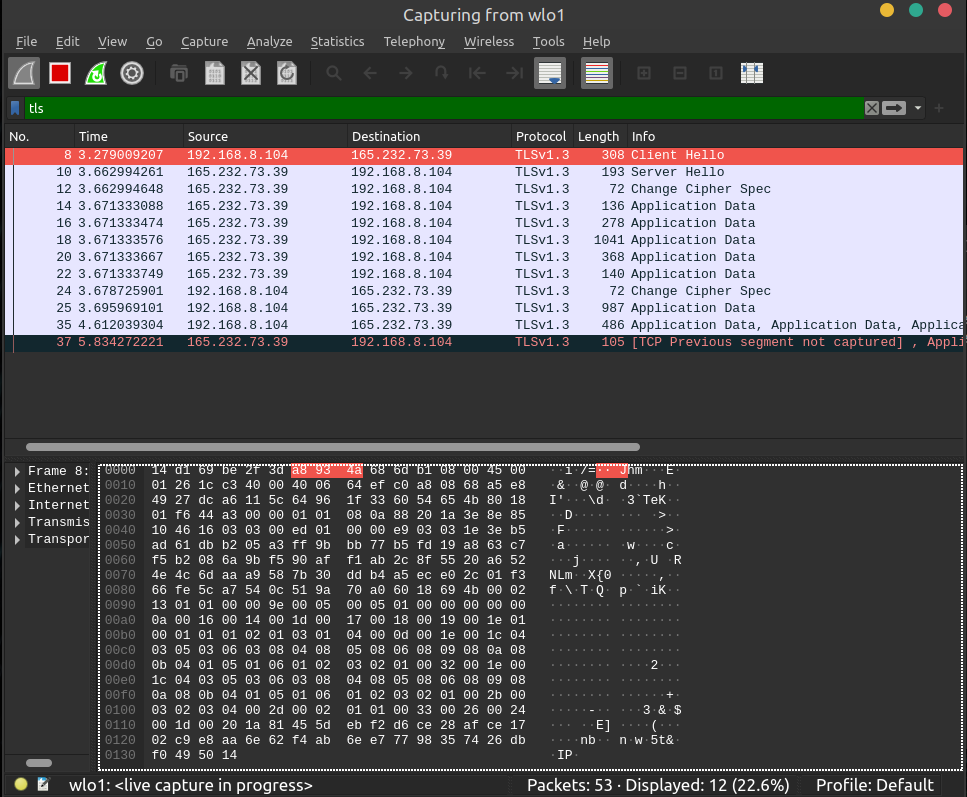 Capturing from wlo1
File Edit View Go Capture Analyze Statistics Telephony Wireless Tools Help
tls
No. Time Source Destination Protocol Length Info
8 3.279009207 192.168.8.104 165.232.73.39 TLSv1.3 308 Client Hello
10 3.662994261 165.232.73.39 192.168.8.104 TLSv1.3 193 Server Hello
12 3.662994648 165.232.73.39 192.168.8.104 TLSv1.3 72 Change Cipher Spec
14 3.671333088 165.232.73.39 192.168.8.104 TLSv1.3 136 Application Data
16 3.671333474 165.232.73.39 192.168.8.104 TLSv1.3 278 Application Data
18 3.671333576 165.232.73.39 192.168.8.104 TLSv1.3 1041 Application Data
20 3.671333667 165.232.73.39 192.168.8.104 TLSv1.3 368 Application Data
22 3.671333749 165.232.73.39 192.168.8.104 TLSv1.3 140 Application Data
24 3.678725901 192.168.8.104 165.232.73.39 TLSv1.3 72 Change Cipher Spec
25 3.695969101 192.168.8.104 165.232.73.39 TLSv1.3 987 Application Data
35 4.612039304 192.168.8.104 165.232.73.39 TLSv1.3 486 Application Data, Application Data, Applica
37 5.834272221 165.232.73.39 192.168.8.104 TLSv1.3 105 [TCP Previous segment not captured] , Appli
Frame 8:
Ethernet
Internet
Transmis
Transpor
0000 14 d1 69 be 2f 3d a8 93 4a 68 6d b1 08 00 45 00 ··i·/=·· Jhm···E·
0010 01 26 1c c3 40 00 40 06 64 ef c0 a8 08 68 a5 e8 ·&··@·@· d····h··
0020 49 27 dc a6 11 5c 64 96 1f 33 60 54 65 4b 80 18 I'···\d· ·3`TeK··
0030 01 f6 44 a3 00 00 01 01 08 0a 88 20 1a 3e 8e 85 ··D····· ··· ·>··
0040 10 46 16 03 03 00 ed 01 00 00 e9 03 03 1e 3e b5 ·F······ ······>·
0050 ad 61 db b2 05 a3 ff 9b bb 77 b5 fd 19 a8 63 c7 ·a······ ·w····c·
0060 f5 b2 08 6a 9b f5 90 af f1 ab 2c 8f 55 20 a6 52 ···j···· ··,·U ·R
0070 4e 4c 6d aa a9 58 7b 30 dd b4 a5 ec e0 2c 01 f3 NLm··X{0 ·····,··
0080 66 fe 5c a7 54 0c 51 9a 70 a0 60 18 69 4b 00 02 f·\·T·Q· p·`·iK··
0090 13 01 01 00 00 9e 00 05 00 05 01 00 00 00 00 00 ········ ········
00a0 0a 00 16 00 14 00 1d 00 17 00 18 00 19 00 1e 01 ········ ········
00b0 00 01 01 01 02 01 03 01 04 00 0d 00 1e 00 1c 04 ········ ········
00c0 03 05 03 06 03 08 04 08 05 08 06 08 09 08 0a 08 ········ ········
00d0 0b 04 01 05 01 06 01 02 03 02 01 00 32 00 1e 00 ········ ····2···
00e0 1c 04 03 05 03 06 03 08 04 08 05 08 06 08 09 08 ········ ········
00f0 0a 08 0b 04 01 05 01 06 01 02 03 02 01 00 2b 00 ········ ······+·
0100 03 02 03 04 00 2d 00 02 01 01 00 33 00 26 00 24 ·····-·· ···3·&·$
0110 00 1d 00 20 1a 81 45 5d eb f2 d6 ce 28 af ce 17 ··· ··E] ····(···
0120 02 c9 e8 aa 6e 62 f4 ab 6e e7 77 98 35 74 26 db ····nb·· n·w·5t&·
0130 f0 49 50 14 ·IP·
wlo1: <live capture in progress> Packets: 53 · Displayed: 12 (22.6%) Profile: Default